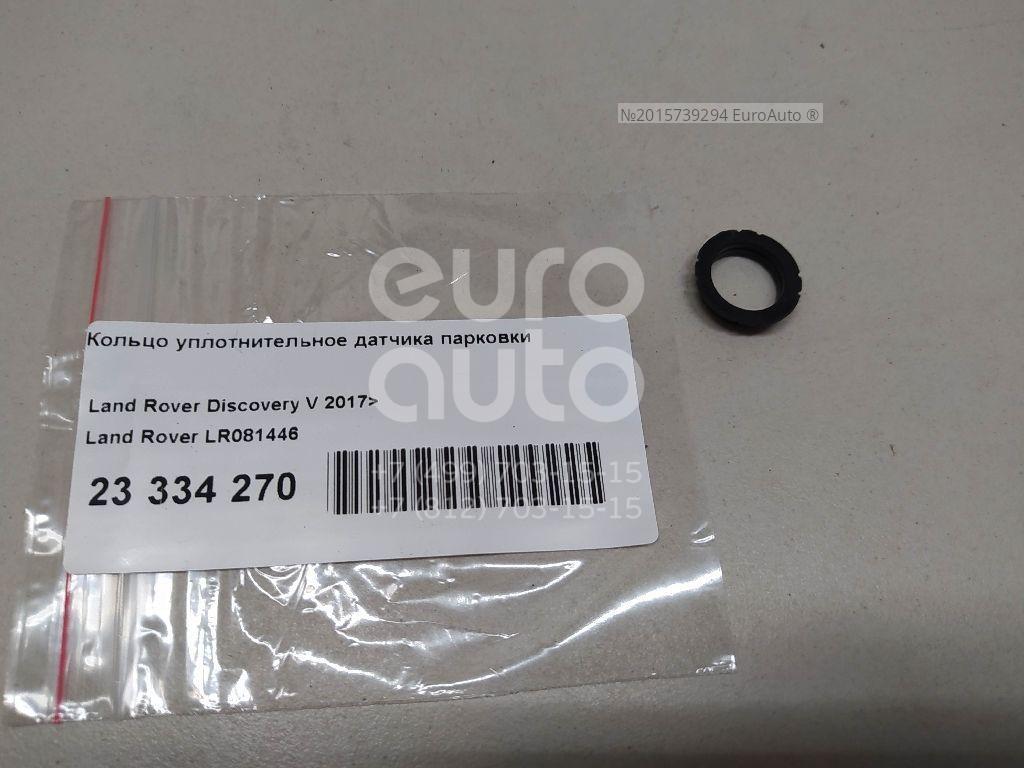 №2015739294 EuroAuto ®
euro
auto
Кольцо уплотнительное датчика парковки
Land Rover Discovery V 2017>
Land Rover LR081446
23 334 270
+7 (499) 703-15-15
+7 (812) 703-15-15